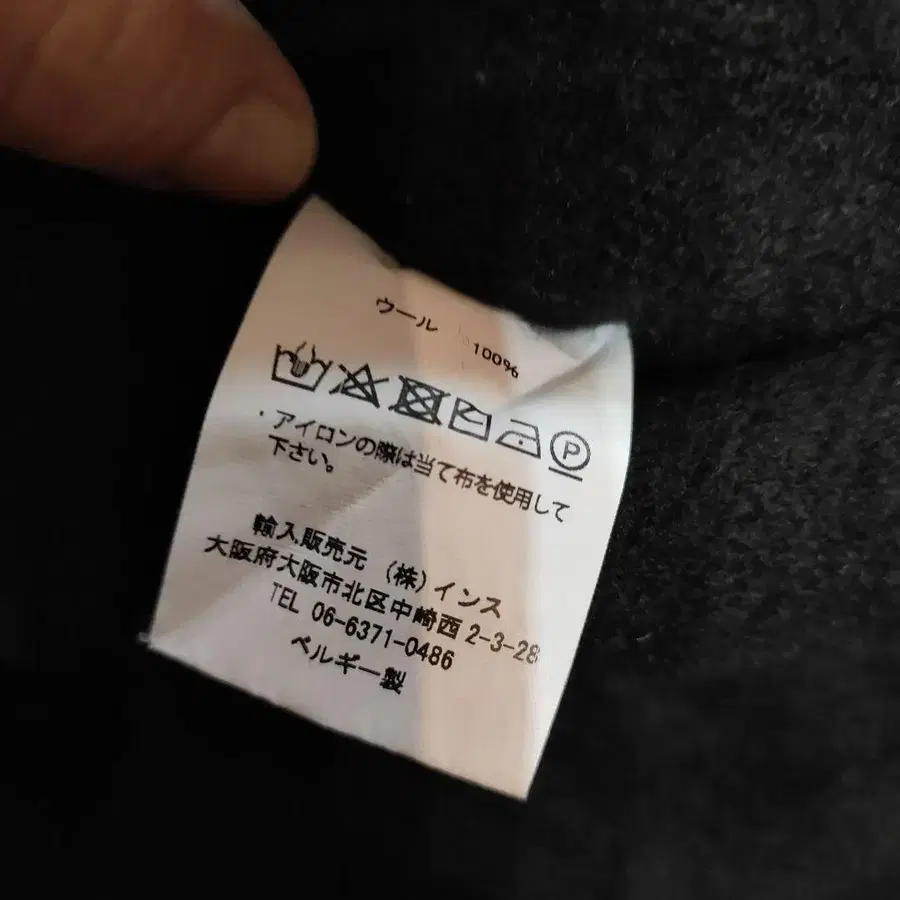 ウール 100%
P
・アイロンの際は当て布を使用して
下さい。
輸入販売元 (株)インス
大阪府大阪市北区中崎西 2-3-28
TEL 06-6371-0486
ベルギー製